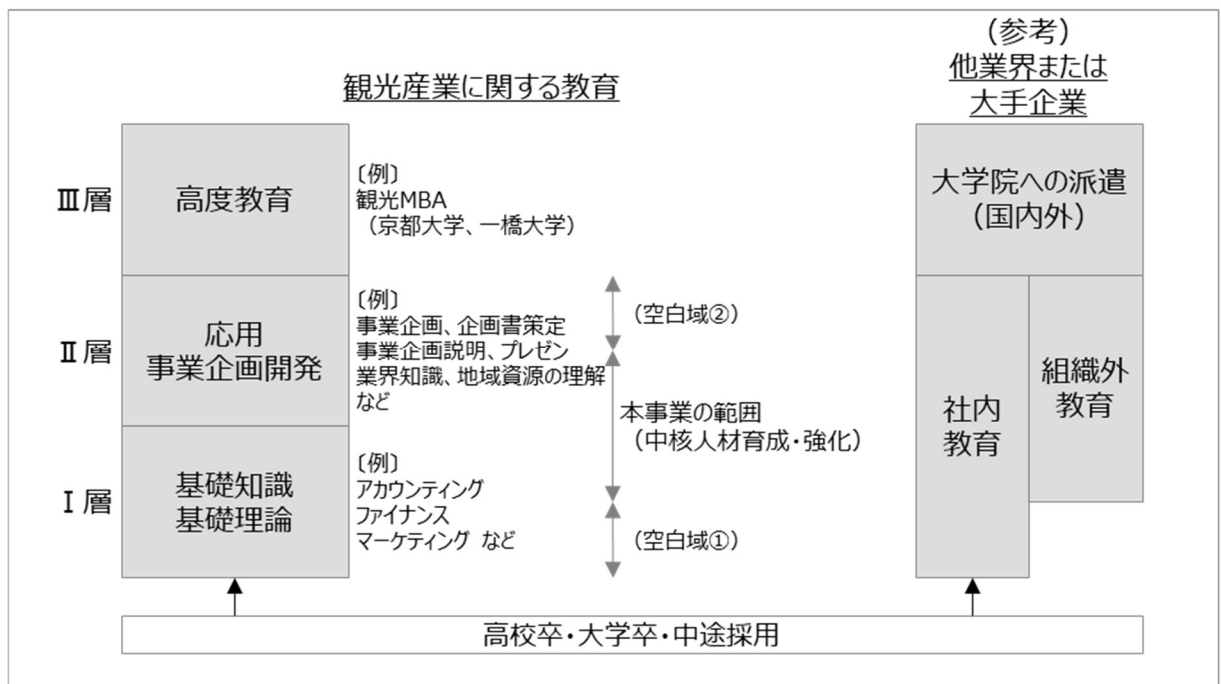 観光産業に関する教育
(参考)
他業界または
大手企業
Ⅲ層
高度教育
〔例〕
観光MBA
（京都大学、一橋大学）
大学院への派遣
(国内外)
Ⅱ層
応用
事業企画開発
〔例〕
事業企画、企画書策定
事業企画説明、プレゼン
業界知識、地域資源の理解
など
(空白域②)
本事業の範囲
（中核人材育成・強化）
社内
教育
組織外
教育
Ⅰ層
基礎知識
基礎理論
〔例〕
アカウンティング
ファイナンス
マーケティング など
(空白域①)
高校卒・大学卒・中途採用